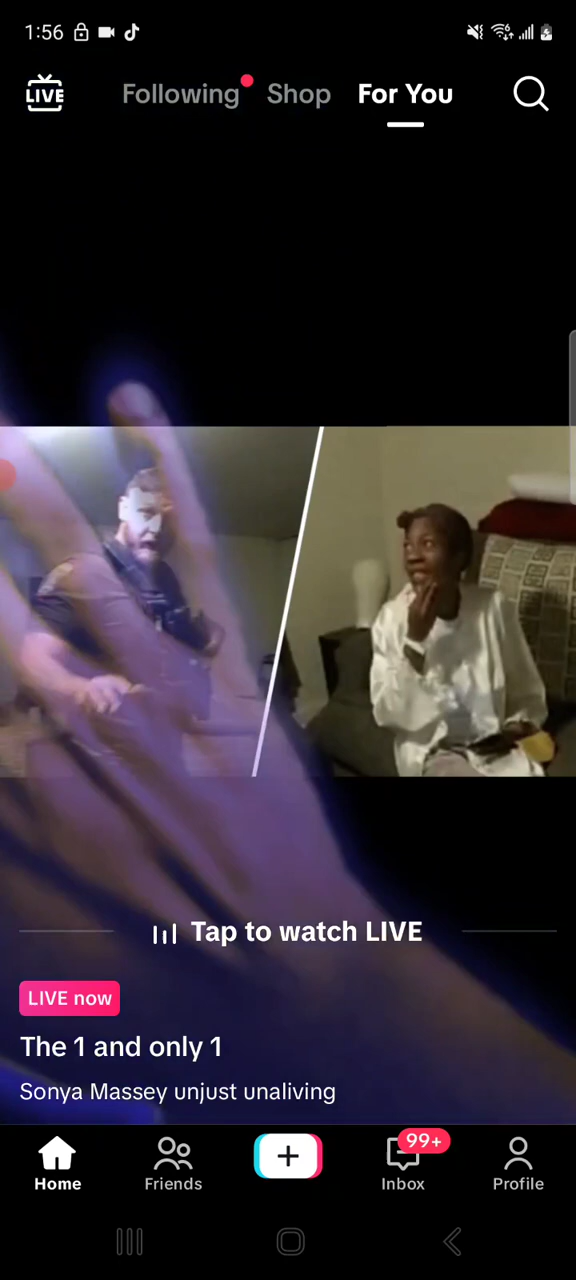 1:56
LIVE Following Shop For You
Tap to watch LIVE
LIVE now
The 1 and only 1
Sonya Massey unjust unaliving
99+
Home Friends Inbox Profile